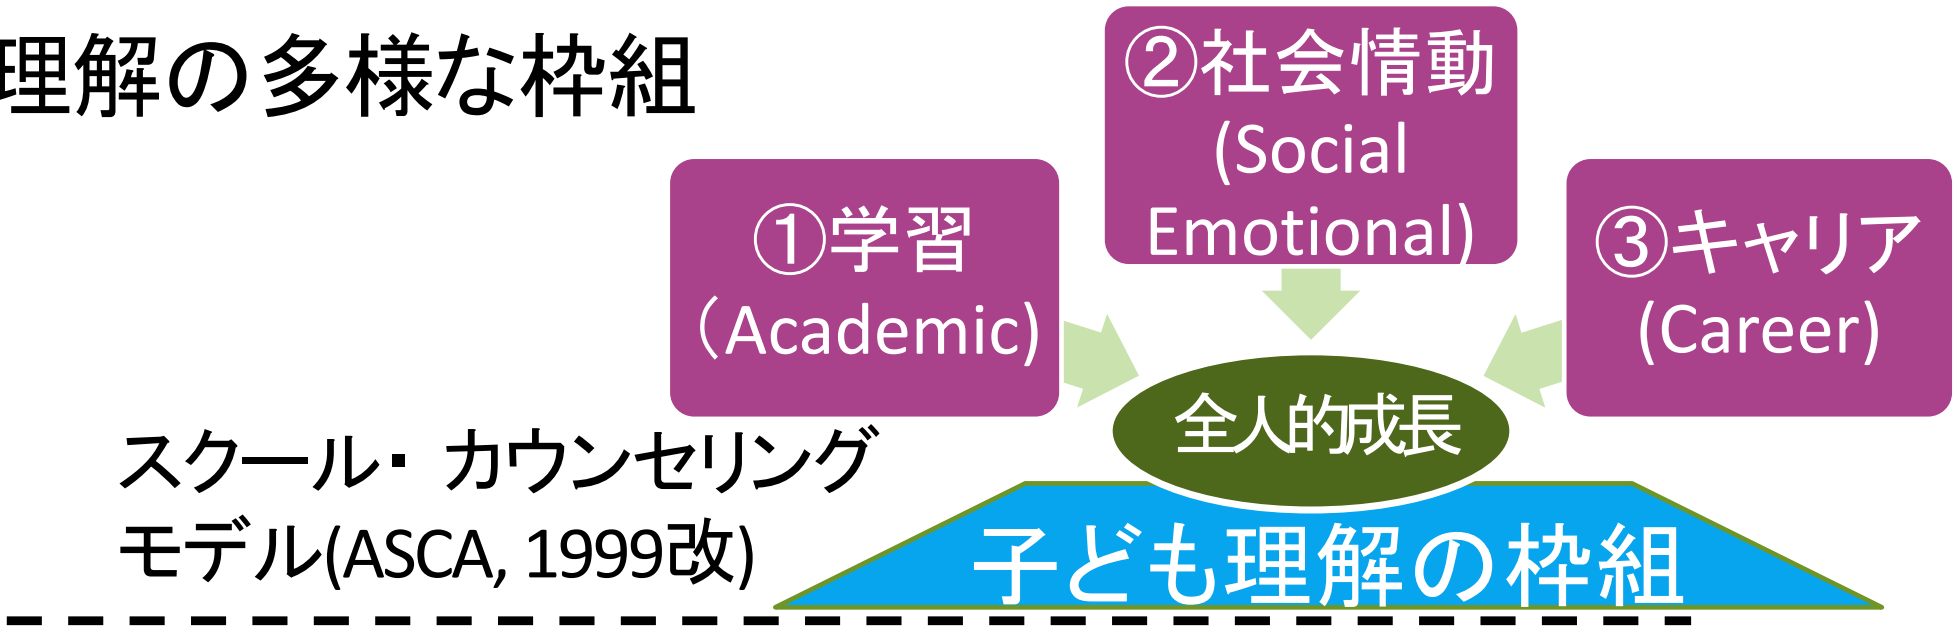 理解の多様な枠組
②社会情動
(Social
Emotional)
①学習
（Academic)
③キャリア
(Career)
全人的成長
スクール・カウンセリング
モデル(ASCA, 1999改)
子ども理解の枠組